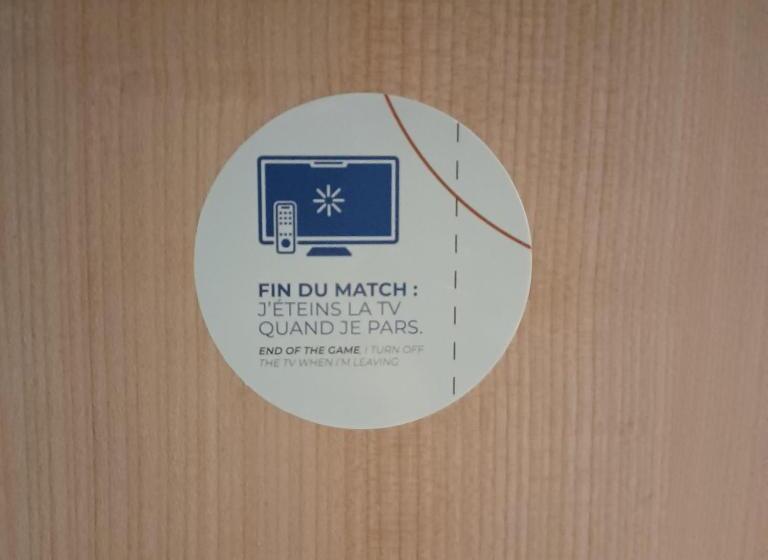 FIN DU MATCH :
J'ÉTEINS LA TV
QUAND JE PARS.
END OF THE GAME, I TURN OFF
THE TV WHEN I'M LEAVING